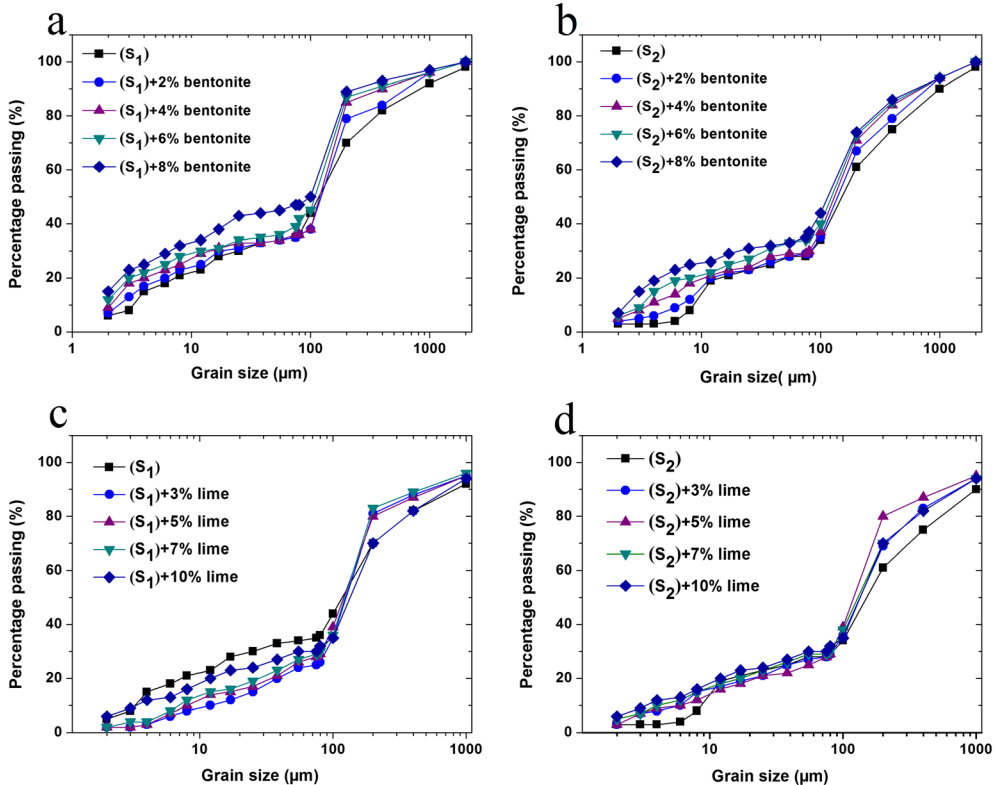 a
Percentage passing (%)
100
80
60
40
20
0
(S1)
(S1)+2% bentonite
(S1)+4% bentonite
(S1)+6% bentonite
(S1)+8% bentonite
1 10 100 1000
Grain size (µm)
b
Percentage passing (%)
100
80
60
40
20
0
(S2)
(S2)+2% bentonite
(S2)+4% bentonite
(S2)+6% bentonite
(S2)+8% bentonite
1 10 100 1000
Grain size( µm)
c
Percentage passing (%)
100
80
60
40
20
0
(S1)
(S1)+3% lime
(S1)+5% lime
(S1)+7% lime
(S1)+10% lime
10 100 1000
Grain size (µm)
d
Percentage passing (%)
100
80
60
40
20
0
(S2)
(S2)+3% lime
(S2)+5% lime
(S2)+7% lime
(S2)+10% lime
10 100 1000
Grain size (µm)